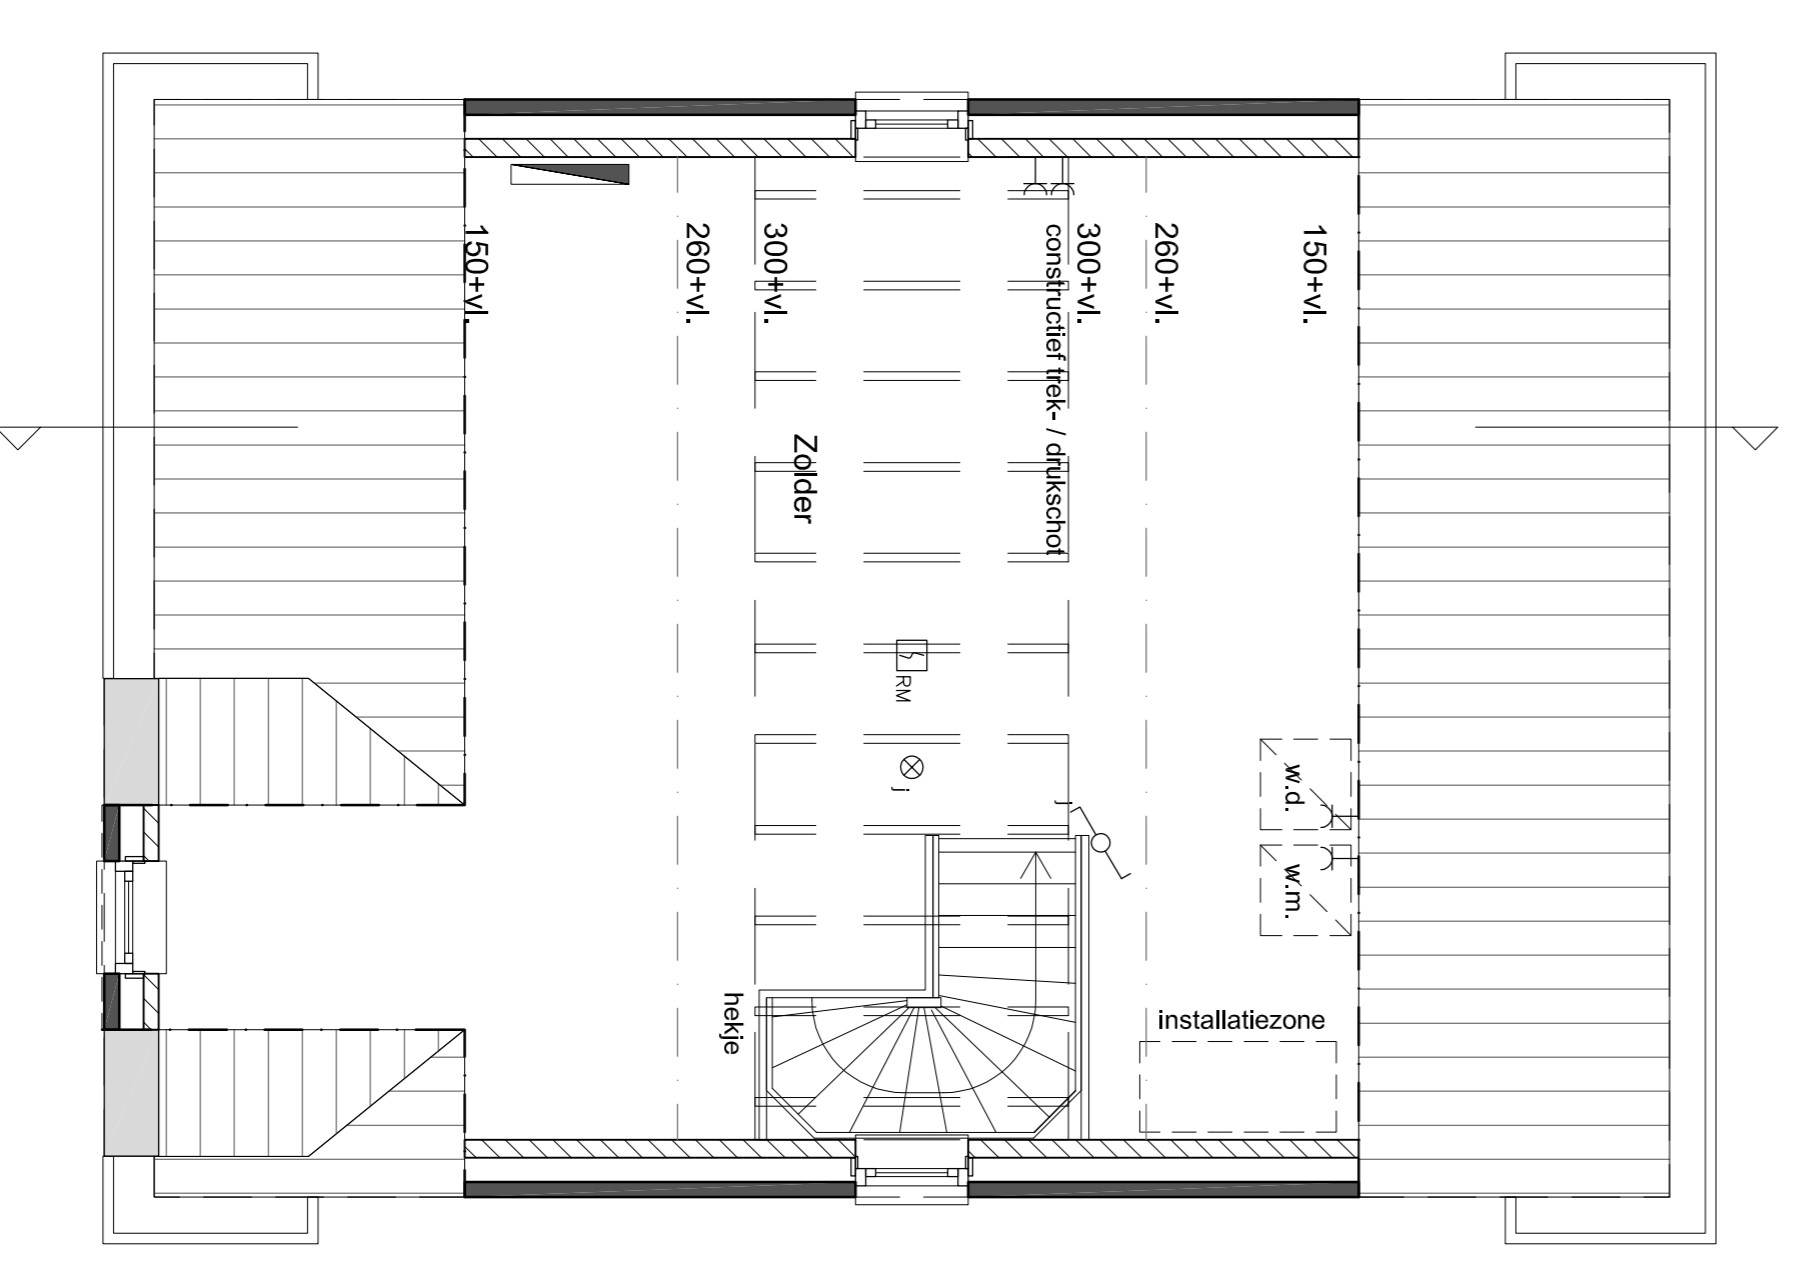 150+vl.
260+vl.
300+vl.
constructief trek- / drukschot
300+vl.
260+vl.
150+vl.
Zolder
RM
j
j
w.d.
w.m.
hekje
installatiezone